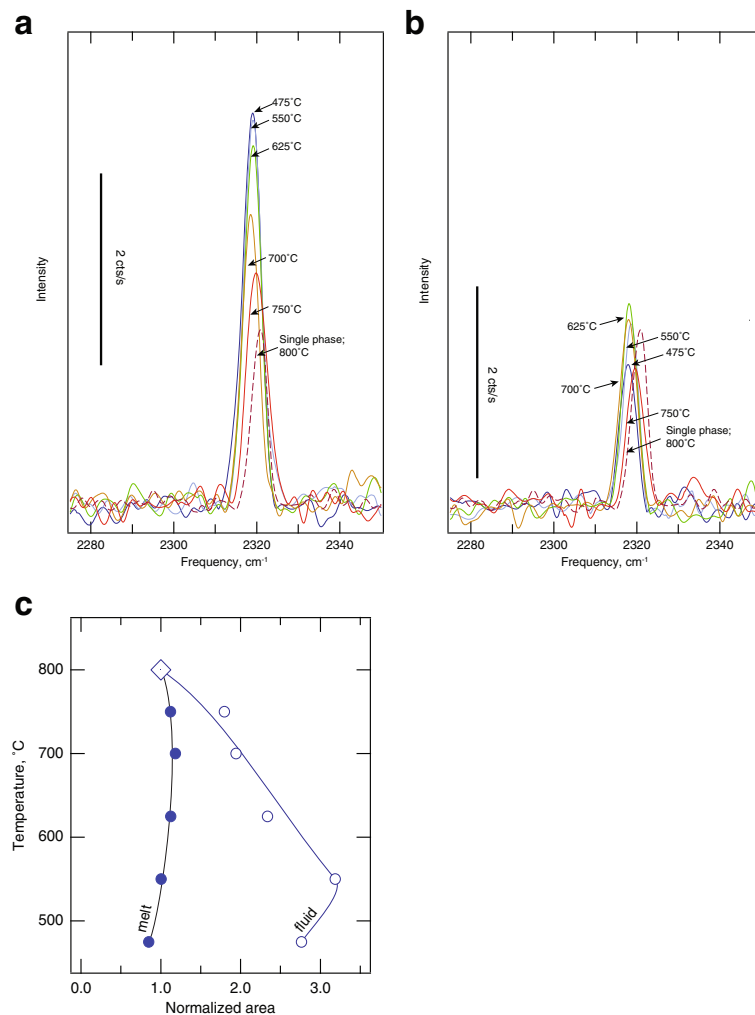 a
475˚C
550˚C
625˚C
2 cts/s
Intensity
700˚C
750˚C
Single phase;
800˚C
2280 2300 2320 2340
Frequency, cm-1
b
625˚C
550˚C
475˚C
2 cts/s
Intensity
700˚C
750˚C
Single phase;
800˚C
2280 2300 2320 2340
Frequency, cm-1
c
800
700
600
500
Temperature, ˚C
melt
fluid
0.0 1.0 2.0 3.0
Normalized area